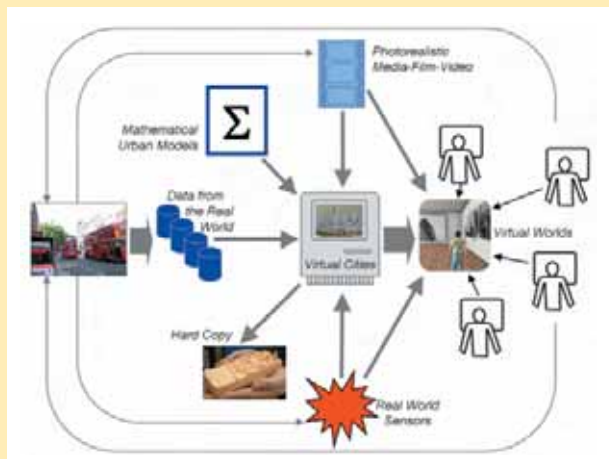 Photorealistic
Media-Film-Video
Σ
Mathematical
Urban Models
Data from
the Real
World
Virtual Cities
Virtual Worlds
Hard Copy
Real World
Sensors